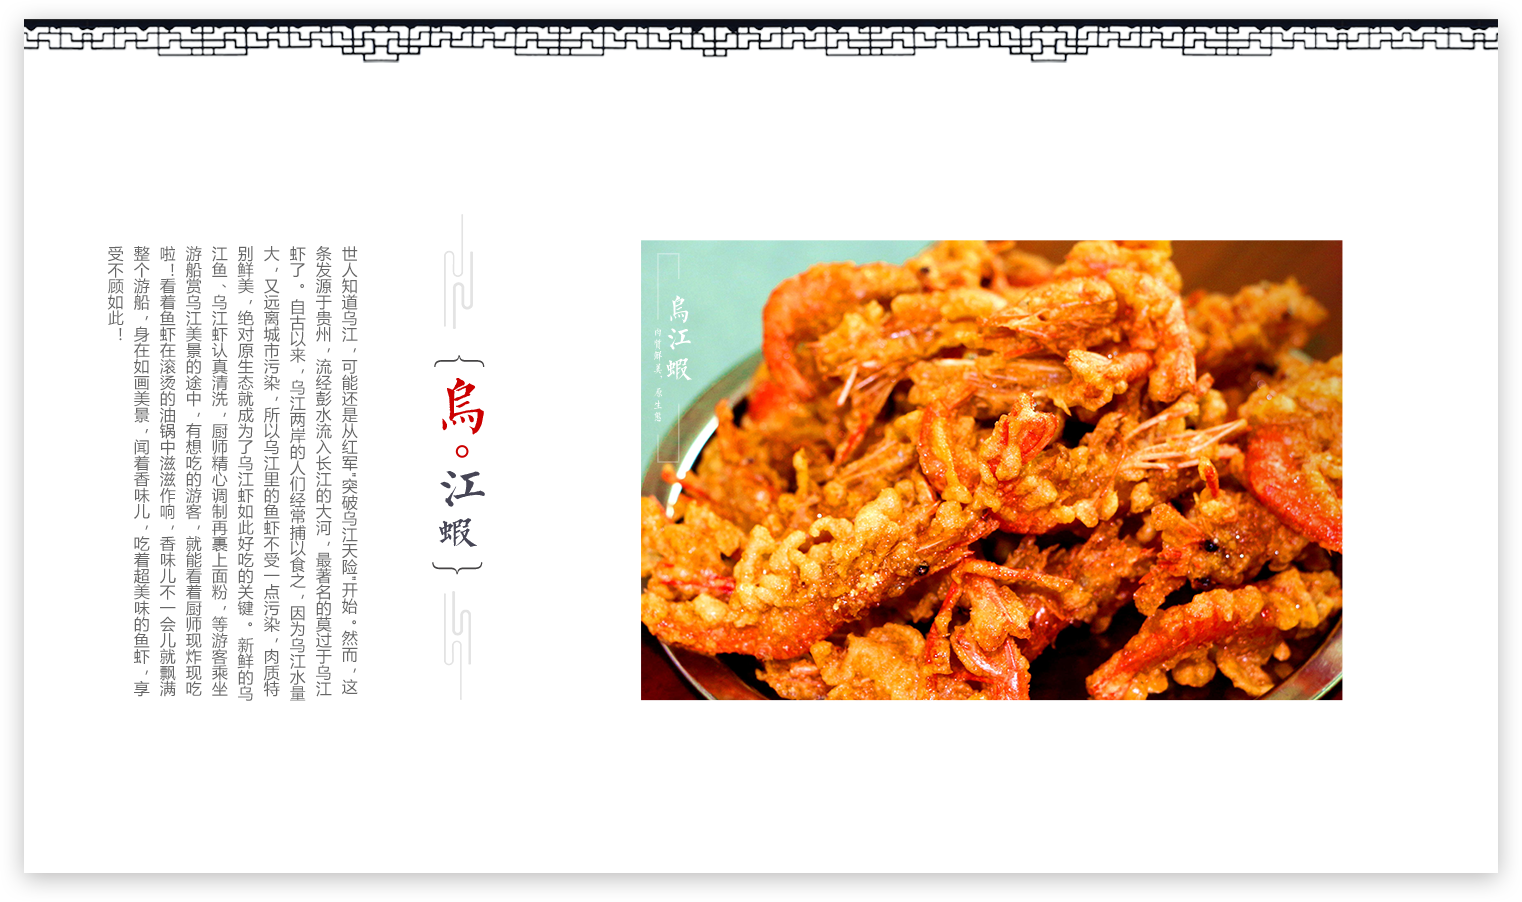 烏。江蝦
世人知道乌江，可能还是从红军"突破乌江天险"开始。然而，这
条发源于贵州，流经彭水流入长江的大河，最著名的莫过于乌江
虾了。自古以来，乌江两岸的人们经常捕以食之，因为乌江水量
大，又远离城市污染，所以乌江里的鱼虾不受一点污染，肉质特
别鲜美，绝对原生态就成为了乌江虾如此好吃的关键。新鲜的乌
江鱼、乌江虾认真清洗，厨师精心调制再裹上面粉，等游客乘坐
游船赏乌江美景的途中，有想吃的游客，就能看着厨师现炸现吃
啦！看着鱼虾在滚烫的油锅中滋滋作响，香味儿不一会儿就飘满
整个游船，身在如画美景，闻着香味儿，吃着超美味的鱼虾，享
受不顾如此！
烏江蝦
肉質鮮美、原生態